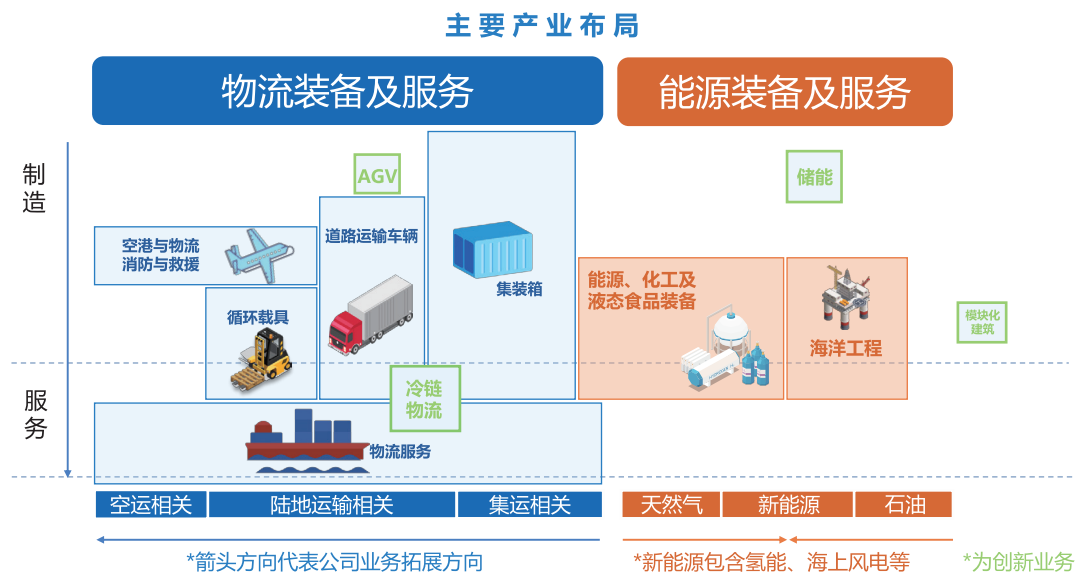 主要产业布局
物流装备及服务
能源装备及服务
制造
AGV
储能
空港与物流
消防与救援
道路运输车辆
集装箱
能源、化工及
液态食品装备
循环载具
海洋工程
模块化
建筑
服务
冷链
物流
物流服务
空运相关
陆地运输相关
集运相关
天然气
新能源
石油
*箭头方向代表公司业务拓展方向
*新能源包含氢能、海上风电等
*为创新业务